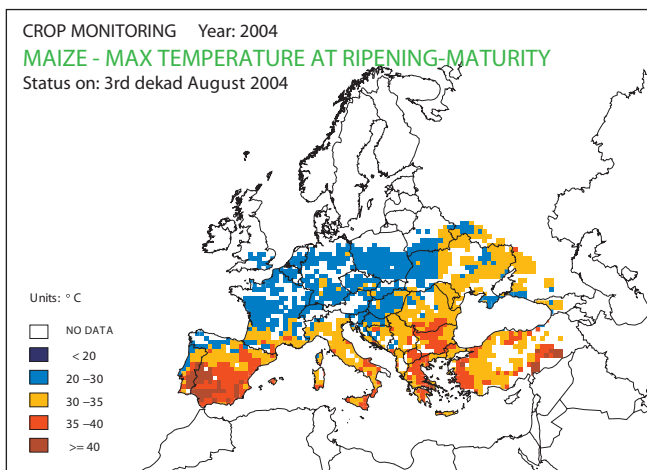 CROP MONITORING Year: 2004
MAIZE - MAX TEMPERATURE AT RIPENING-MATURITY
Status on: 3rd dekad August 2004
Units: ° C
NO DATA
< 20
20 –30
30 –35
35 –40
>= 40